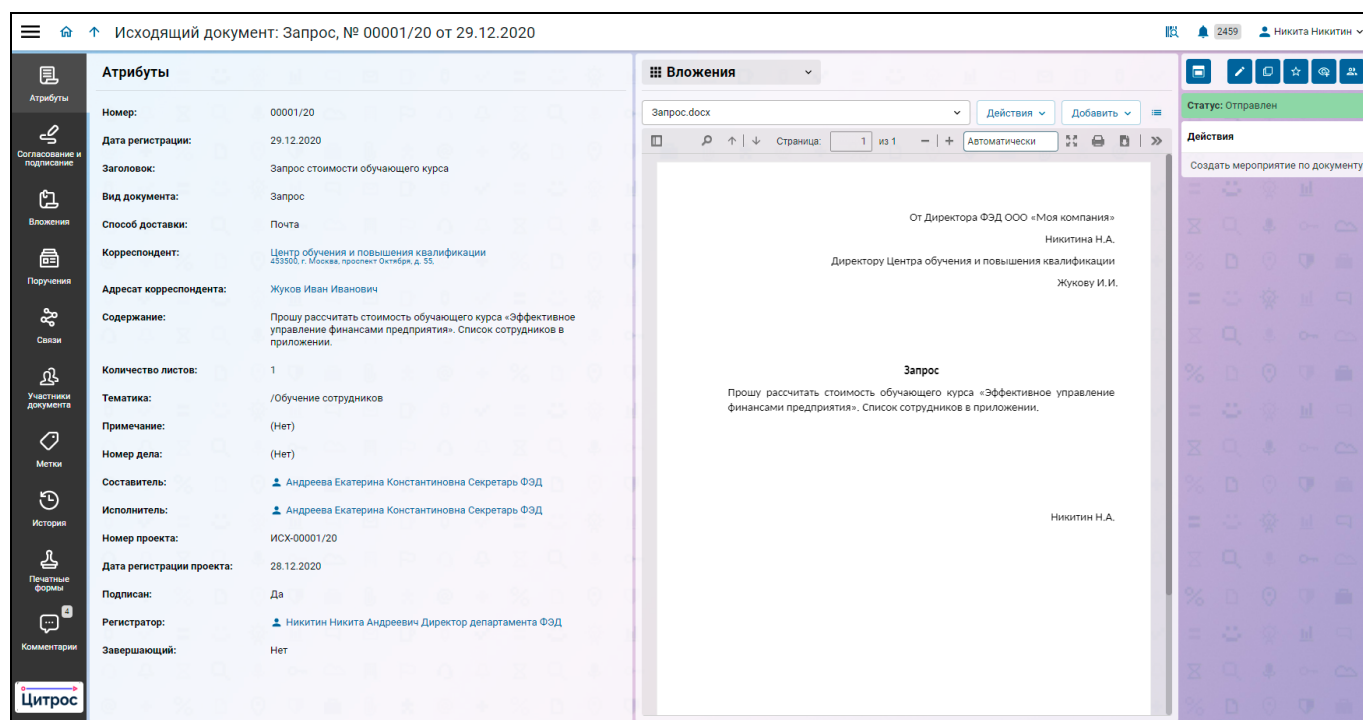 Исходящий документ: Запрос, № 00001/20 от 29.12.2020
2459
Никита Никитин
Атрибуты
Согласование и
подписание
Вложения
Поручения
Связи
Участники
документа
Метки
История
Печатные
формы
4
Комментарии
Цитрос
Атрибуты
Номер: 00001/20
Дата регистрации: 29.12.2020
Заголовок: Запрос стоимости обучающего курса
Вид документа: Запрос
Способ доставки: Почта
Корреспондент: Центр обучения и повышения квалификации
453500, г. Москва, проспект Октября, д. 55,
Адресат корреспондента: Жуков Иван Иванович
Содержание: Прошу рассчитать стоимость обучающего курса «Эффективное
управление финансами предприятия». Список сотрудников в
приложении.
Количество листов: 1
Тематика: /Обучение сотрудников
Примечание: (Нет)
Номер дела: (Нет)
Составитель: Андреева Екатерина Константиновна Секретарь ФЭД
Исполнитель: Андреева Екатерина Константиновна Секретарь ФЭД
Номер проекта: ИСХ-00001/20
Дата регистрации проекта: 28.12.2020
Подписан: Да
Регистратор: Никитин Никита Андреевич Директор департамента ФЭД
Завершающий: Нет
Вложения
Запрос.docx Действия Добавить
Страница: 1 из 1 Автоматически
От Директора ФЭД ООО «Моя компания»
Никитина Н.А.
Директору Центра обучения и повышения квалификации
Жукову И.И.
Запрос
Прошу рассчитать стоимость обучающего курса «Эффективное управление
финансами предприятия». Список сотрудников в приложении.
Никитин Н.А.
Статус: Отправлен
Действия
Создать мероприятие по документу